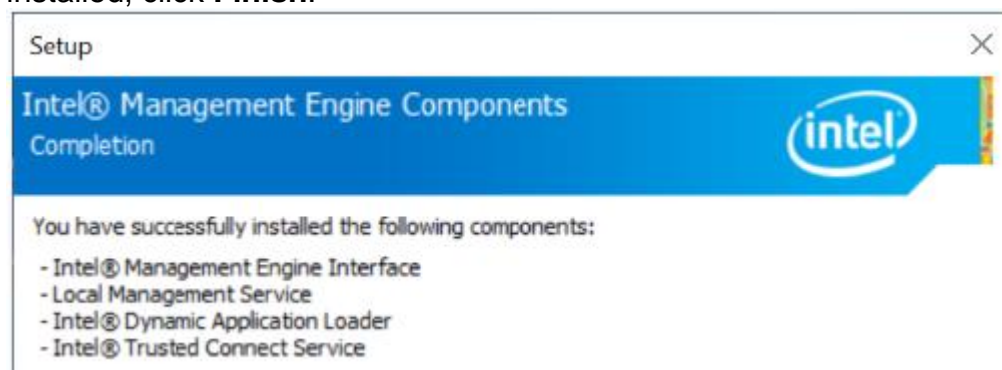 installed, click Finish.
Setup
Intel® Management Engine Components
Completion
intel
You have successfully installed the following components:
- Intel® Management Engine Interface
- Local Management Service
- Intel® Dynamic Application Loader
- Intel® Trusted Connect Service